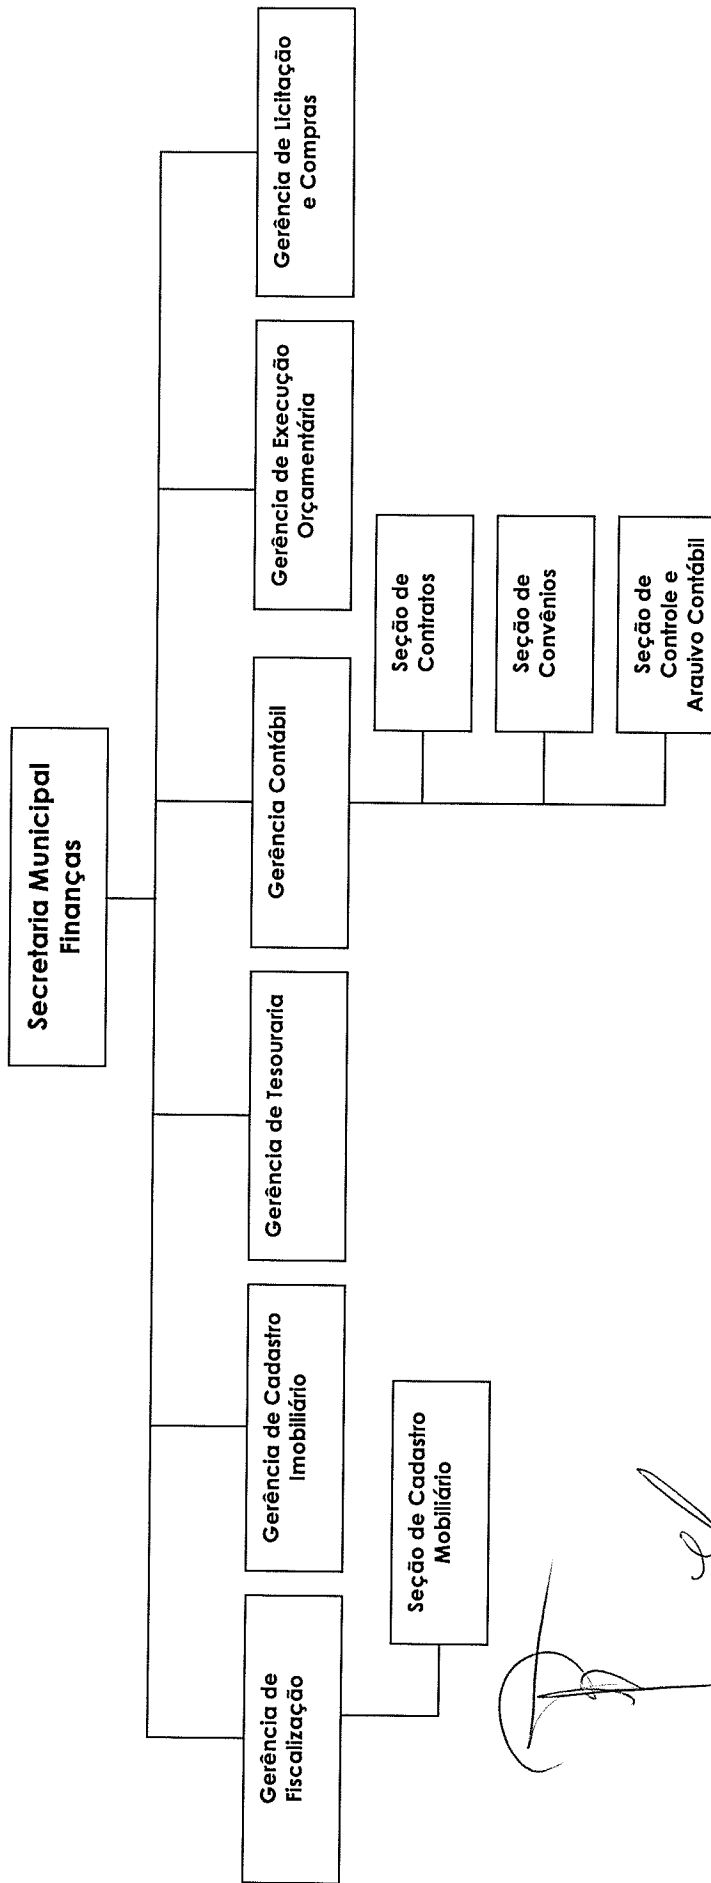 Secretaria Municipal
Finanças
Gerência de
Fiscalização
Gerência de Cadastro
Imobiliário
Gerência de Tesouraria
Gerência Contábil
Gerência de Execução
Orçamentária
Gerência de Licitação
e Compras
Seção de Cadastro
Mobiliário
Seção de
Contratos
Seção de
Convênios
Seção de
Controle e
Arquivo Contábil